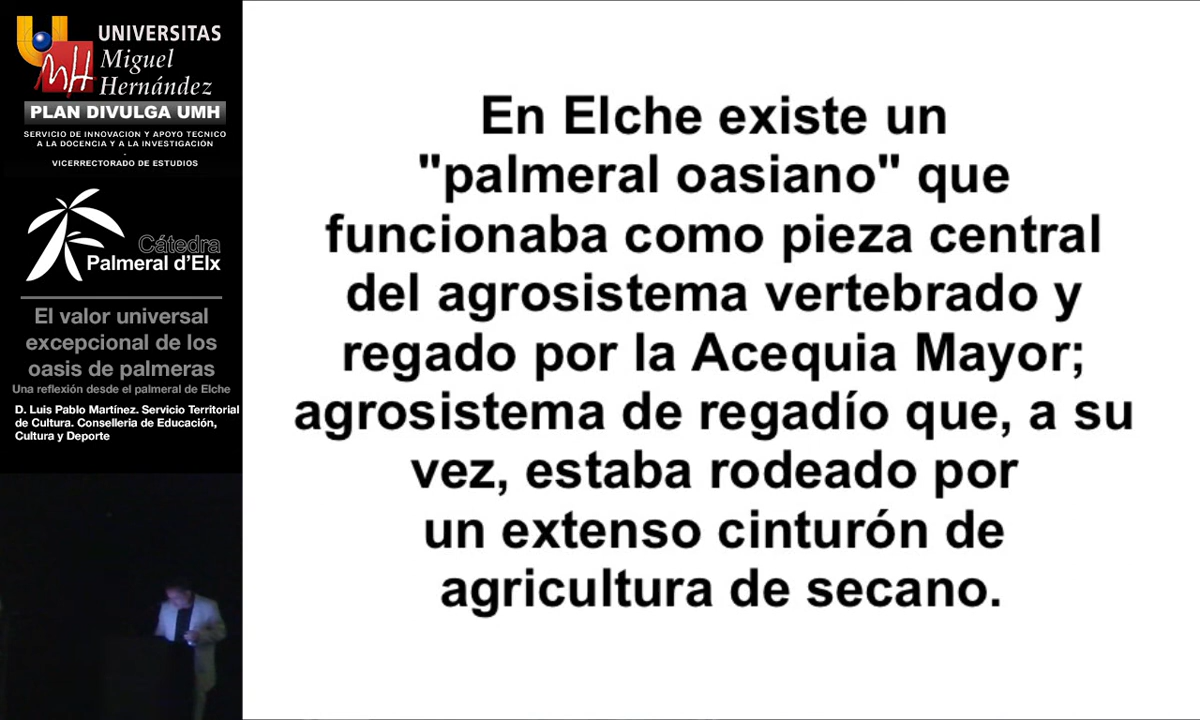 UNIVERSITAS
Miguel
Hernández
UMH
PLAN DIVULGA UMH
SERVICIO DE INNOVACION Y APOYO TECNICO
A LA DOCENCIA Y A LA INVESTIGACION
-
VICERRECTORADO DE ESTUDIOS
Cátedra
Palmeral d'Elx
El valor universal
excepcional de los
oasis de palmeras
Una reflexión desde el palmeral de Elche
D. Luis Pablo Martínez. Servicio Territorial
de Cultura. Conselleria de Educación,
Cultura y Deporte
En Elche existe un
"palmeral oasiano" que
funcionaba como pieza central
del agrosistema vertebrado y
regado por la Acequia Mayor;
agrosistema de regadío que, a su
vez, estaba rodeado por
un extenso cinturón de
agricultura de secano.